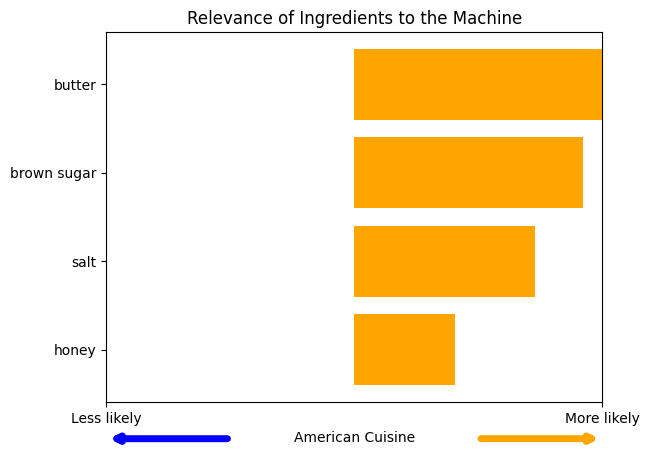 Relevance of Ingredients to the Machine
butter
brown sugar
salt
honey
Less likely
More likely
American Cuisine